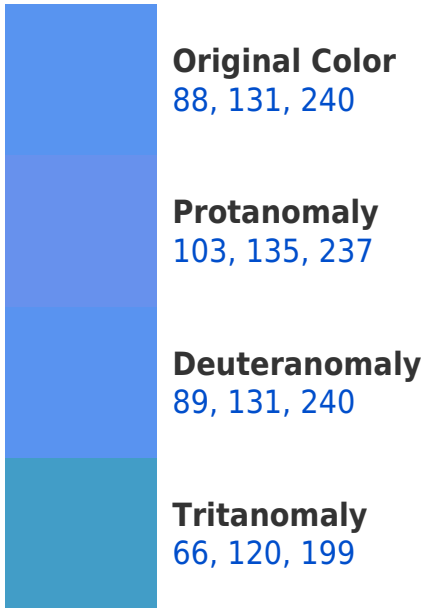 Original Color
88, 131, 240
Protanomaly
103, 135, 237
Deuteranomaly
89, 131, 240
Tritanomaly
66, 120, 199